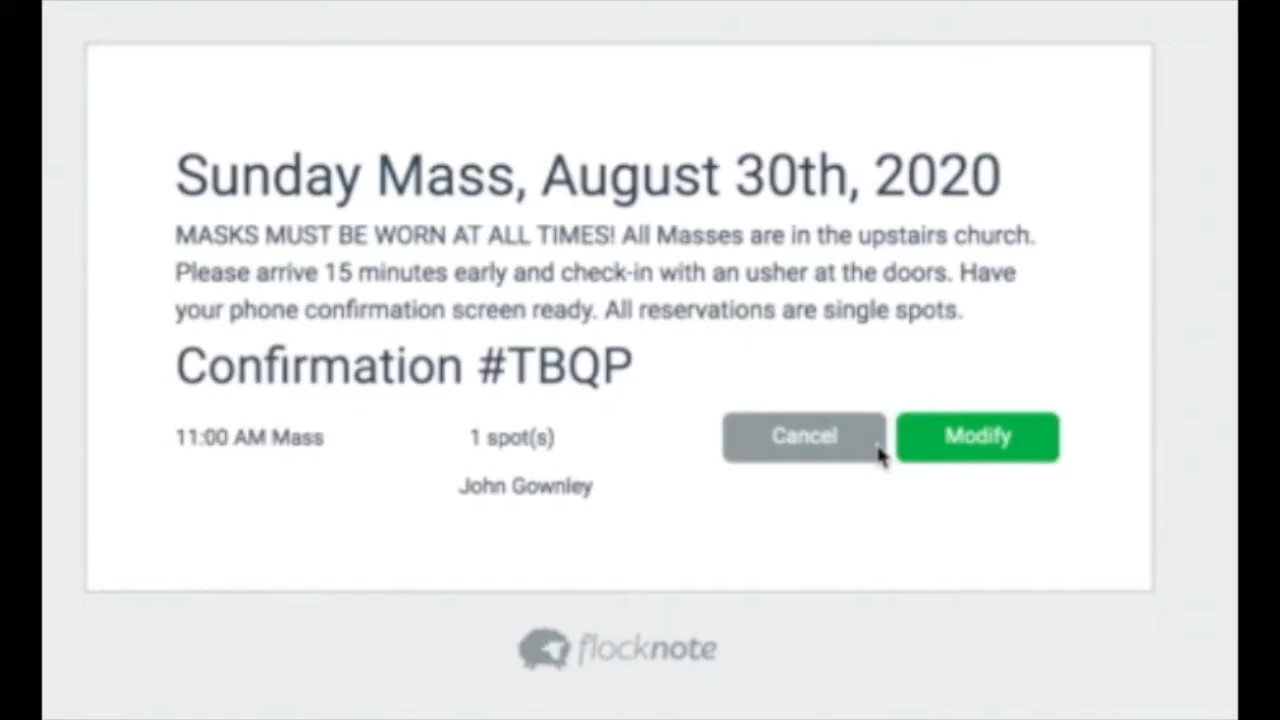 Sunday Mass, August 30th, 2020
MASKS MUST BE WORN AT ALL TIMES! All Masses are in the upstairs church.
Please arrive 15 minutes early and check-in with an usher at the doors. Have
your phone confirmation screen ready. All reservations are single spots.
Confirmation #TBQP
11:00 AM Mass 1 spot(s) Cancel Modify
John Gownley
flocknote